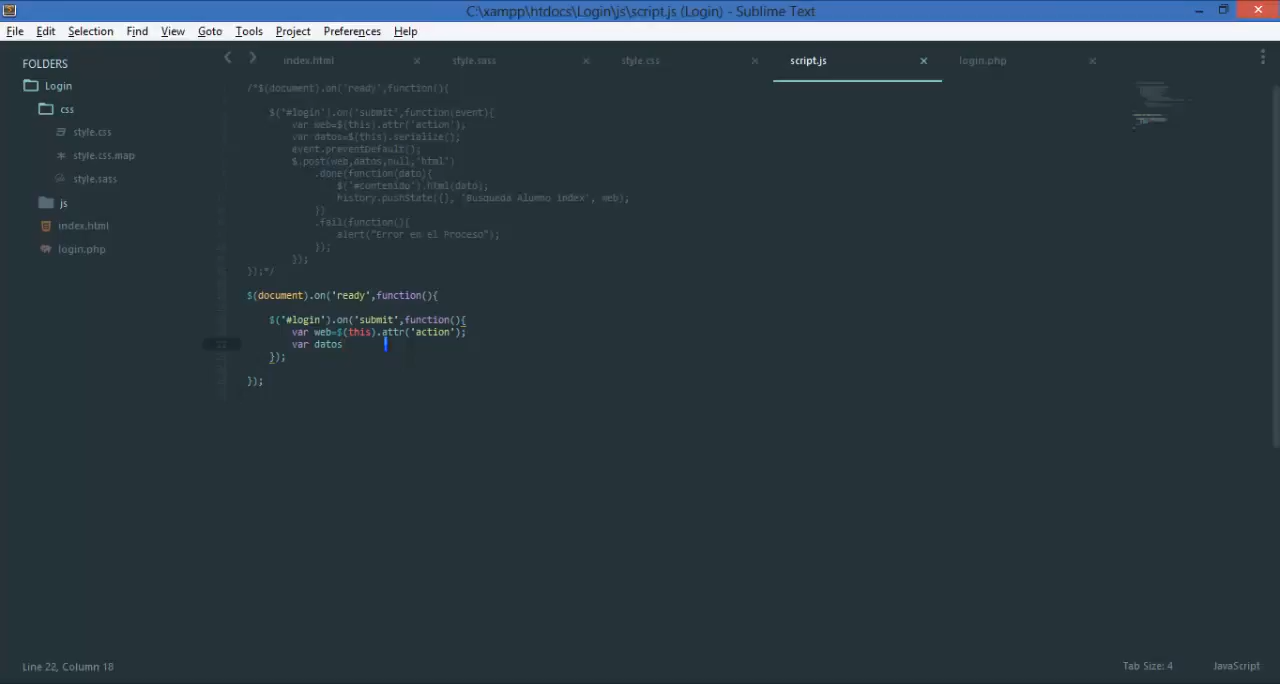 C:\xampp\htdocs\Login\js\script.js (Login) - Sublime Text
File Edit Selection Find View Goto Tools Project Preferences Help
FOLDERS
Login
css
style.css
style.css.map
style.sass
js
index.html
login.php
index.html × style.sass × style.css × script.js × login.php ×
/*$(document).on('ready',function(){
$('#login').on('submit',function(event){
var web=$(this).attr('action');
var datos=$(this).serialize();
event.preventDefault();
$.post(web,datos,null,'html')
.done(function(dato){
$('#contenido').html(dato);
history.pushState({}, 'Busqueda Alumno index', web);
})
.fail(function(){
alert("Error en el Proceso");
});
});
});*/
$(document).on('ready',function(){
$('#login').on('submit',function(){
var web=$(this).attr('action');
22 var datos
});
});
Line 22, Column 18
Tab Size: 4 JavaScript